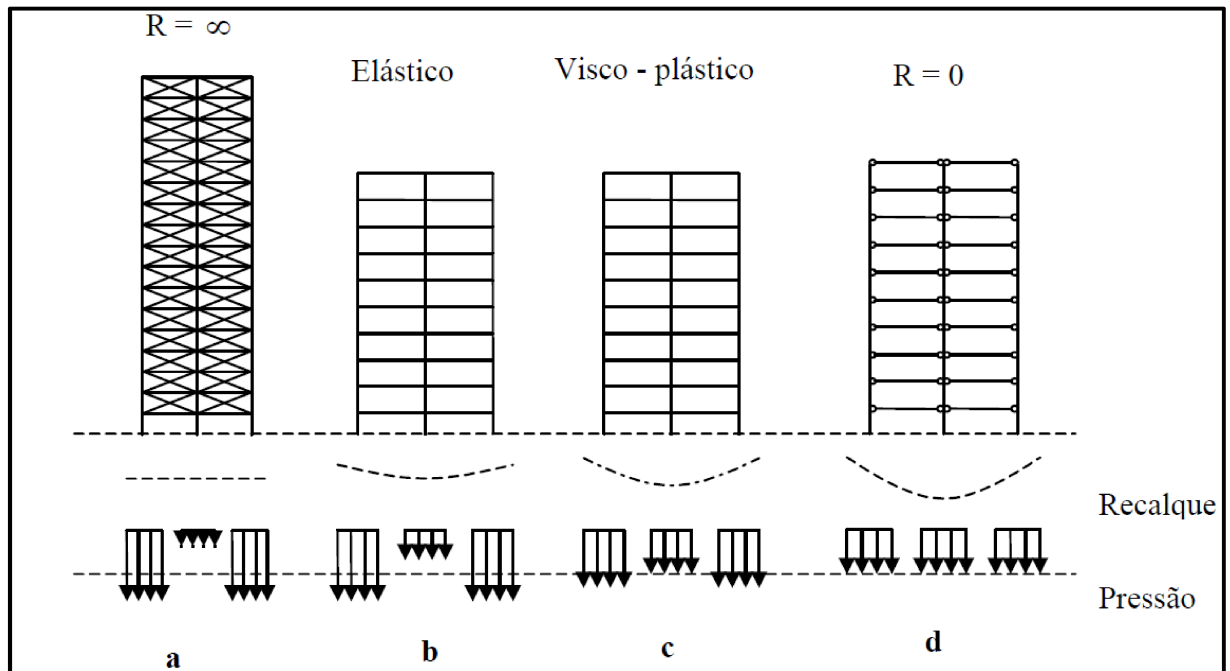 R = ∞
Elástico
Visco - plástico
R = 0
Recalque
Pressão
a
b
c
d